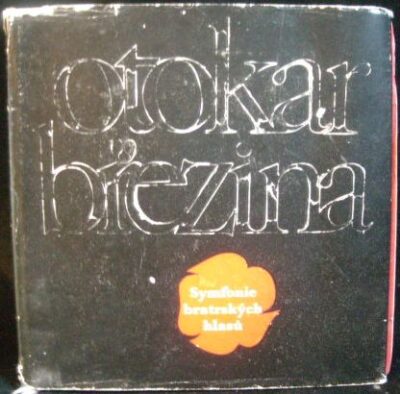 otokar
březina
Symfonie
bratrských
hlasů